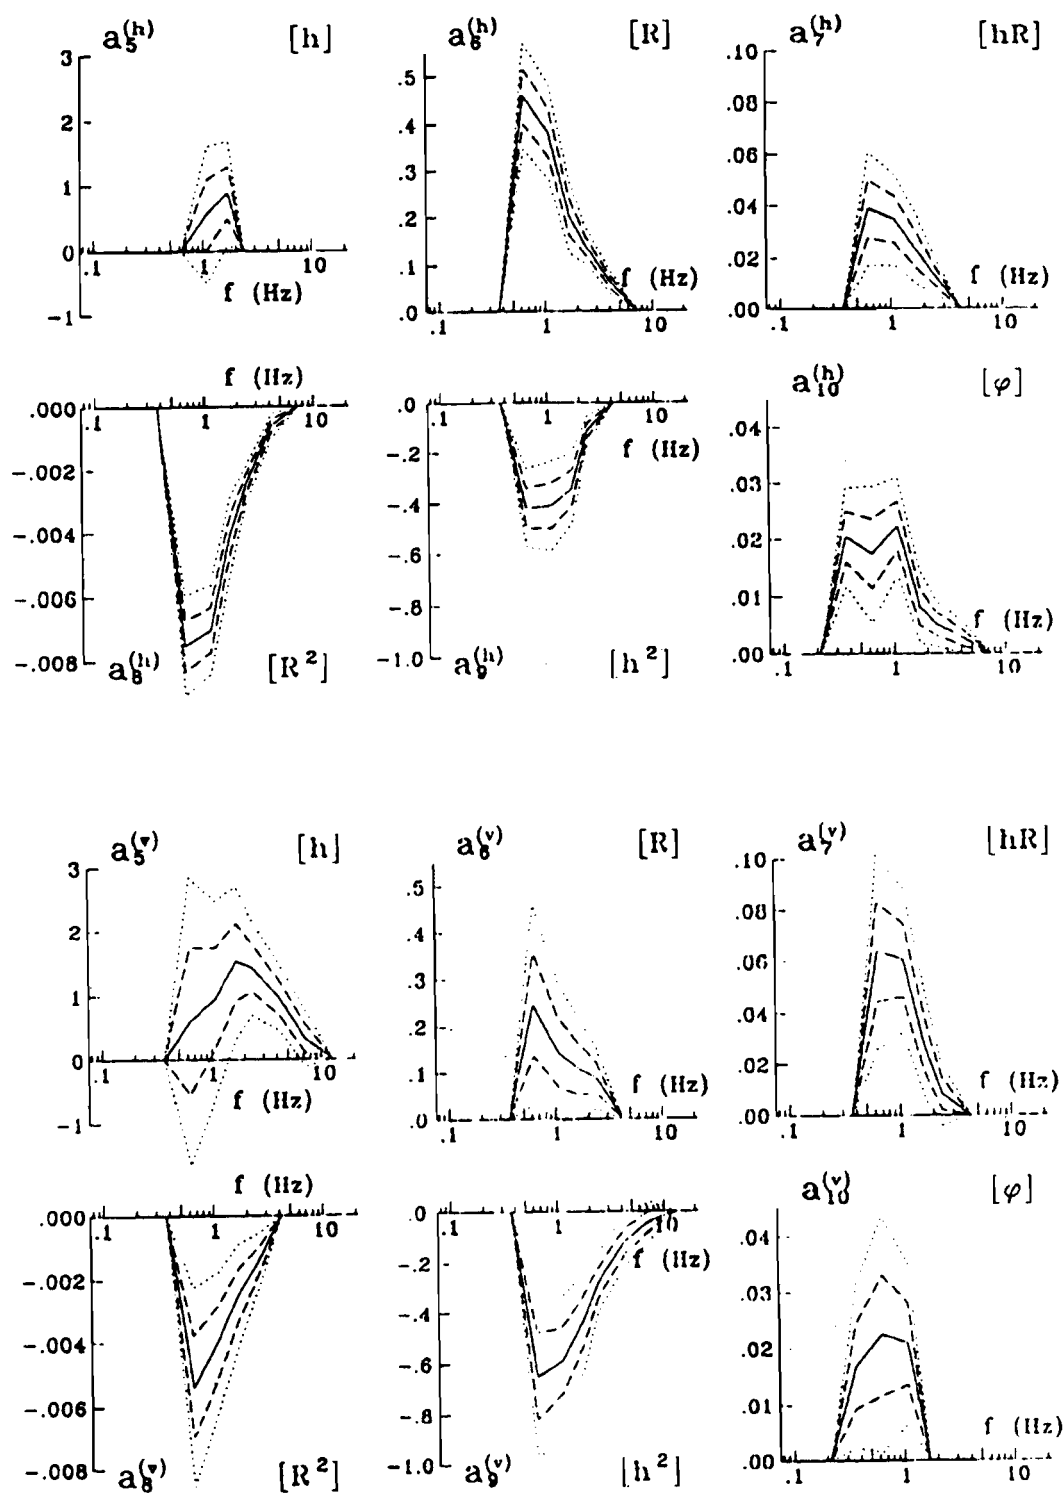 a₅⁽ʰ⁾ [h]
3
2
1
0
-1
.1 1 10
f (Hz)
a₆⁽ʰ⁾ [R]
.5
.4
.3
.2
.1
.0
.1 1 10
f (Hz)
a₇⁽ʰ⁾ [hR]
.10
.08
.06
.04
.02
.00
.1 1 10
f (Hz)
f (Hz)
.000
-.002
-.004
-.006
-.008
.1 1 10
a₈⁽ʰ⁾ [R²]
.0
-.2
-.4
-.6
-.8
-1.0
.1 1 10
f (Hz)
a₉⁽ʰ⁾ [h²]
a₁₀⁽ʰ⁾ [φ]
.04
.03
.02
.01
.00
.1 1 10
f (Hz)
a₅⁽ᵛ⁾ [h]
3
2
1
0
-1
.1 1 10
f (Hz)
a₆⁽ᵛ⁾ [R]
.5
.4
.3
.2
.1
.0
.1 1 10
f (Hz)
a₇⁽ᵛ⁾ [hR]
.10
.08
.06
.04
.02
.00
.1 1 10
f (Hz)
f (Hz)
.000
-.002
-.004
-.006
-.008
.1 1 10
a₈⁽ᵛ⁾ [R²]
.0
-.2
-.4
-.6
-.8
-1.0
.1 1 10
f (Hz)
a₉⁽ᵛ⁾ [h²]
a₁₀⁽ᵛ⁾ [φ]
.04
.03
.02
.01
.00
.1 1 10
f (Hz)